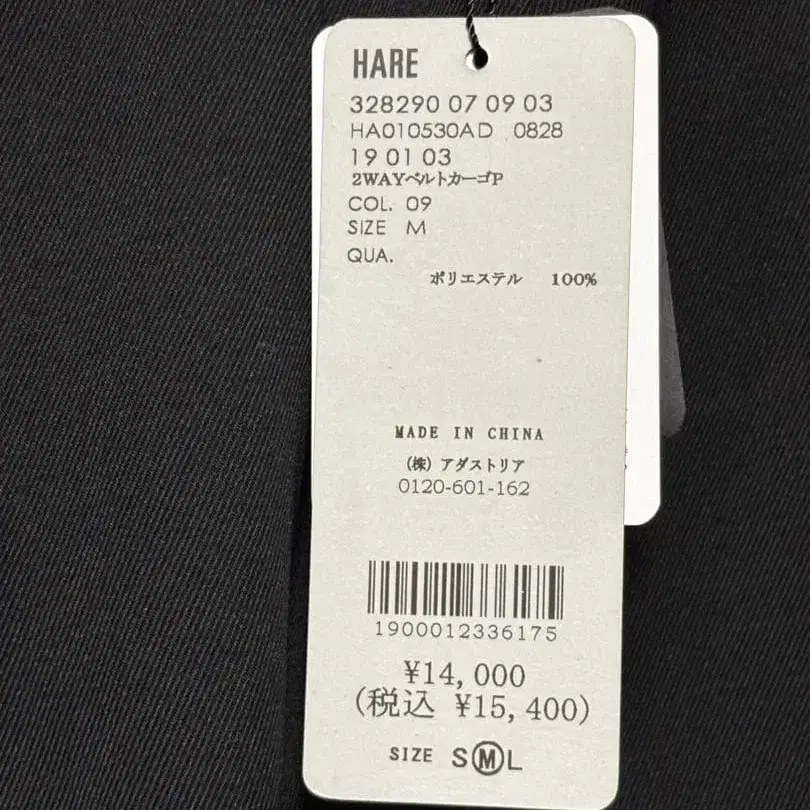 HARE
328290 07 09 03
HA010530AD 0828
19 01 03
2WAYベルトカーゴP
COL. 09
SIZE M
QUA.
ポリエステル 100%
MADE IN CHINA
(株) アダストリア
0120-601-162
1900012336175
¥14,000
(税込 ¥15,400)
SIZE SⓂL